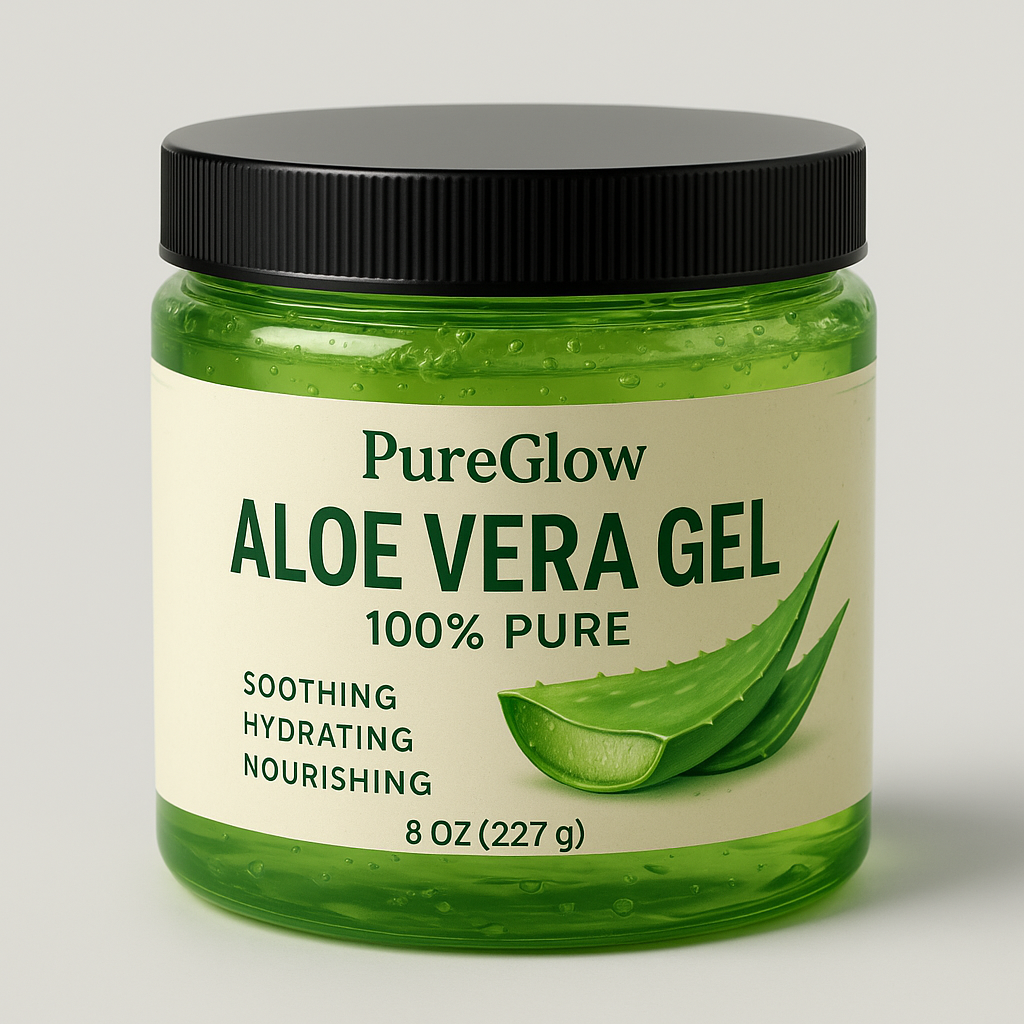 PureGlow
ALOE VERA GEL
100% PURE
SOOTHING
HYDRATING
NOURISHING
8 OZ (227 g)